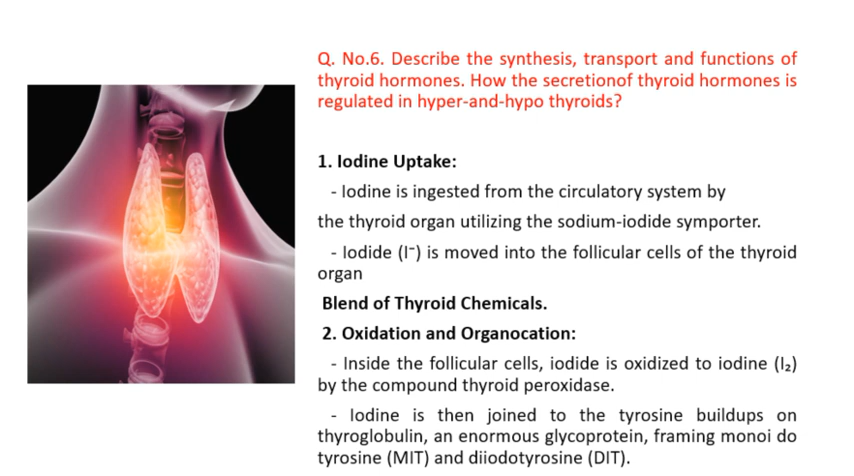 Q. No.6. Describe the synthesis, transport and functions of
thyroid hormones. How the secretionof thyroid hormones is
regulated in hyper-and-hypo thyroids?
1. Iodine Uptake:
- Iodine is ingested from the circulatory system by
the thyroid organ utilizing the sodium-iodide symporter.
- Iodide (I⁻) is moved into the follicular cells of the thyroid
organ
Blend of Thyroid Chemicals.
2. Oxidation and Organocation:
- Inside the follicular cells, iodide is oxidized to iodine (I₂)
by the compound thyroid peroxidase.
- Iodine is then joined to the tyrosine buildups on
thyroglobulin, an enormous glycoprotein, framing monoi do
tyrosine (MIT) and diiodotyrosine (DIT).